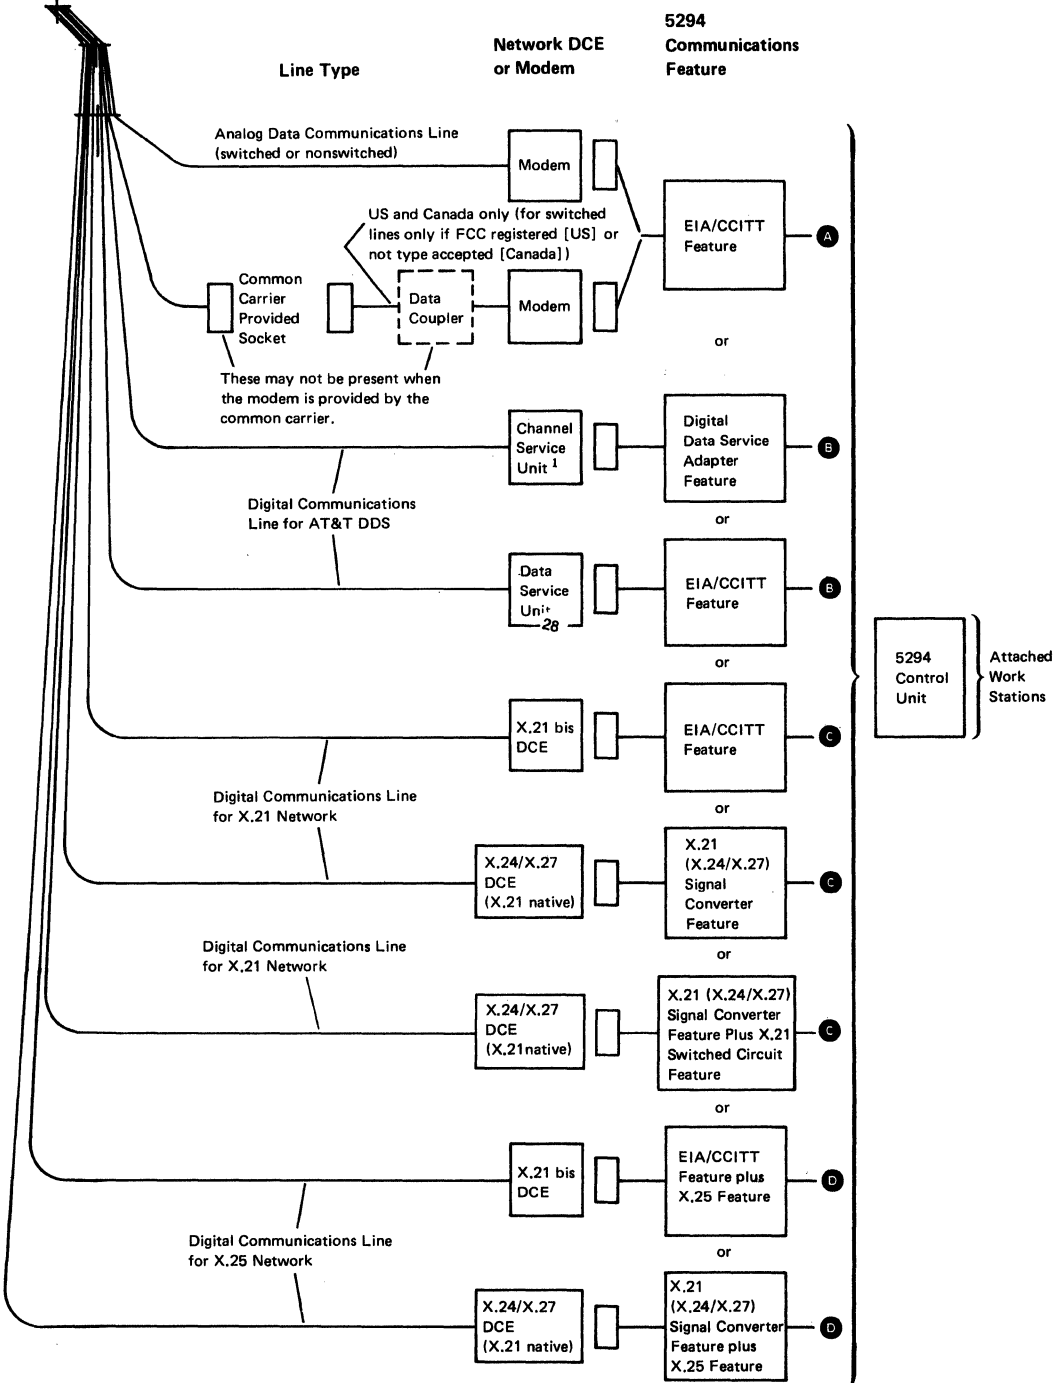 5294
Communications
Feature
Network DCE
or Modem
Line Type
Analog Data Communications Line
(switched or nonswitched)
Modem
US and Canada only (for switched
lines only if FCC registered [US] or
not type accepted [Canada])
EIA/CCITT
Feature
A
Common
Carrier
Provided
Socket
Data
Coupler
Modem
or
These may not be present when
the modem is provided by the
common carrier.
Channel
Service
Unit 1
Digital
Data Service
Adapter
Feature
B
Digital Communications
Line for AT&T DDS
or
Data
Service
Unit
28
EIA/CCITT
Feature
B
or
5294
Control
Unit
Attached
Work
Stations
X.21 bis
DCE
EIA/CCITT
Feature
C
Digital Communications Line
for X.21 Network
or
X.24/X.27
DCE
(X.21 native)
X.21
(X.24/X.27)
Signal
Converter
Feature
C
Digital Communications Line
for X.21 Network
or
X.24/X.27
DCE
(X.21 native)
X.21 (X.24/X.27)
Signal Converter
Feature Plus X.21
Switched Circuit
Feature
C
or
X.21 bis
DCE
EIA/CCITT
Feature plus
X.25 Feature
D
Digital Communications Line
for X.25 Network
or
X.24/X.27
DCE
(X.21 native)
X.21
(X.24/X.27)
Signal Converter
Feature plus
X.25 Feature
D